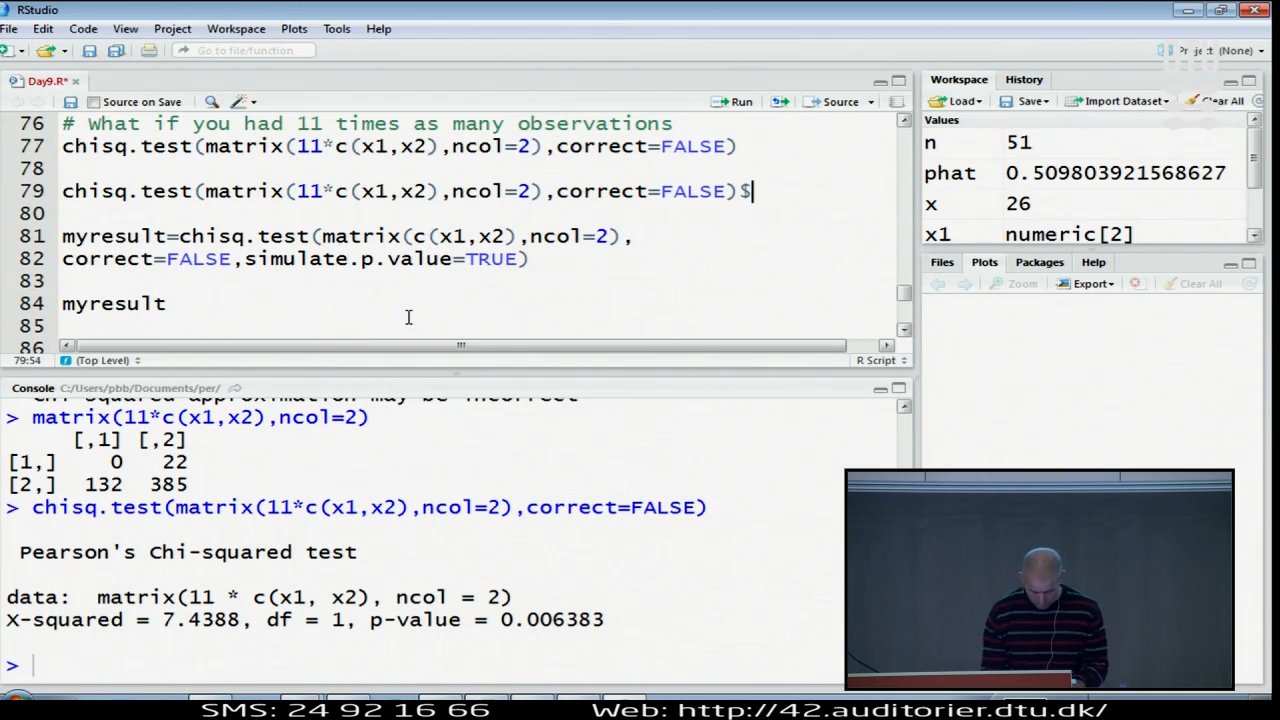 RStudio
File Edit Code View Project Workspace Plots Tools Help
Go to file/function
(None)
Day9.R*
Source on Save
Run
Source
76 # What if you had 11 times as many observations
77 chisq.test(matrix(11*c(x1,x2),ncol=2),correct=FALSE)
78
79 chisq.test(matrix(11*c(x1,x2),ncol=2),correct=FALSE)$
80
81 myresult=chisq.test(matrix(c(x1,x2),ncol=2),
82 correct=FALSE,simulate.p.value=TRUE)
83
84 myresult
85
86
79:54 (Top Level) R Script
Workspace History
Load Save Import Dataset Clear All
Values
n 51
phat 0.509803921568627
x 26
x1 numeric[2]
Files Plots Packages Help
Zoom Export Clear All
Console C:/Users/pbb/Documents/per/
Chi-squared approximation may be incorrect
> matrix(11*c(x1,x2),ncol=2)
[,1] [,2]
[1,] 0 22
[2,] 132 385
> chisq.test(matrix(11*c(x1,x2),ncol=2),correct=FALSE)
Pearson's Chi-squared test
data: matrix(11 * c(x1, x2), ncol = 2)
X-squared = 7.4388, df = 1, p-value = 0.006383
>
SMS: 24 92 16 66 Web: http://42.auditorier.dtu.dk/